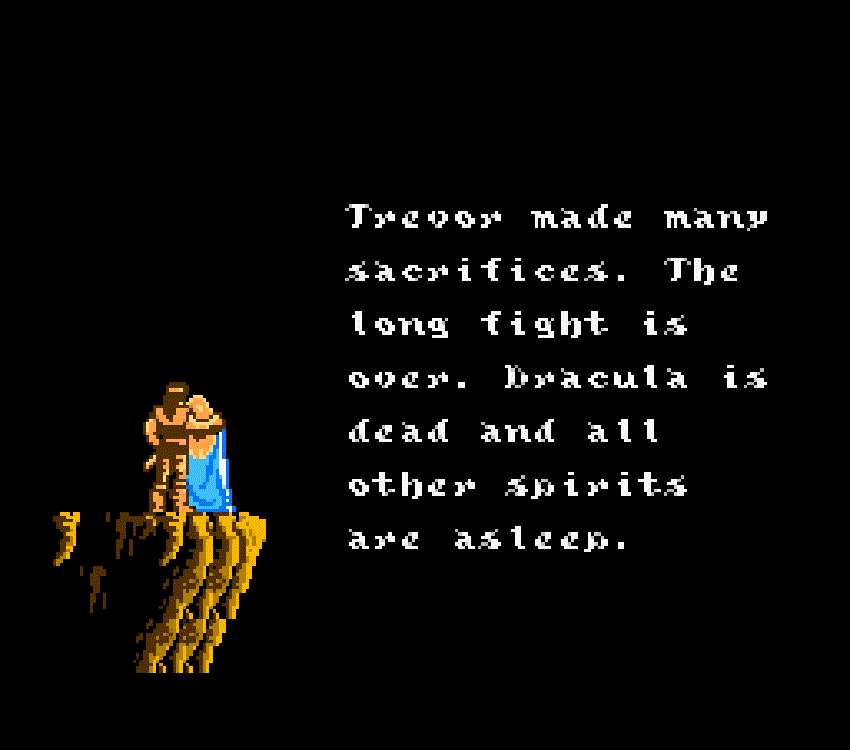 Trevor made many
sacrifices. The
long fight is
over. Dracula is
dead and all
other spirits
are asleep.